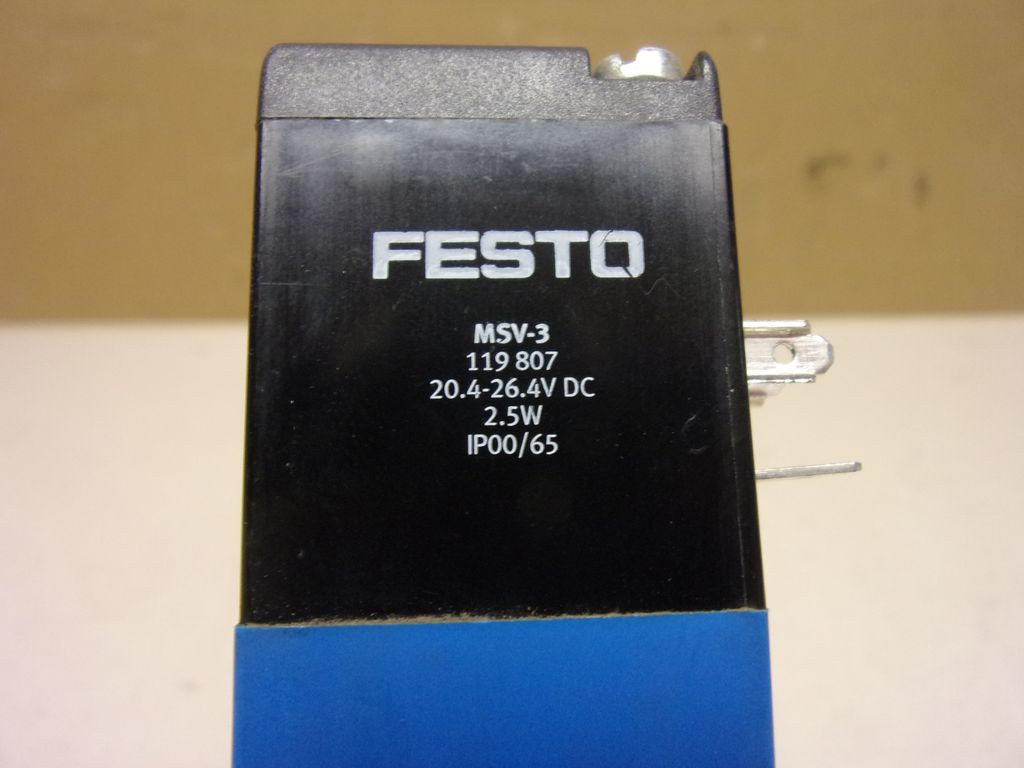 FESTO
MSV-3
119 807
20.4-26.4V DC
2.5W
IP00/65